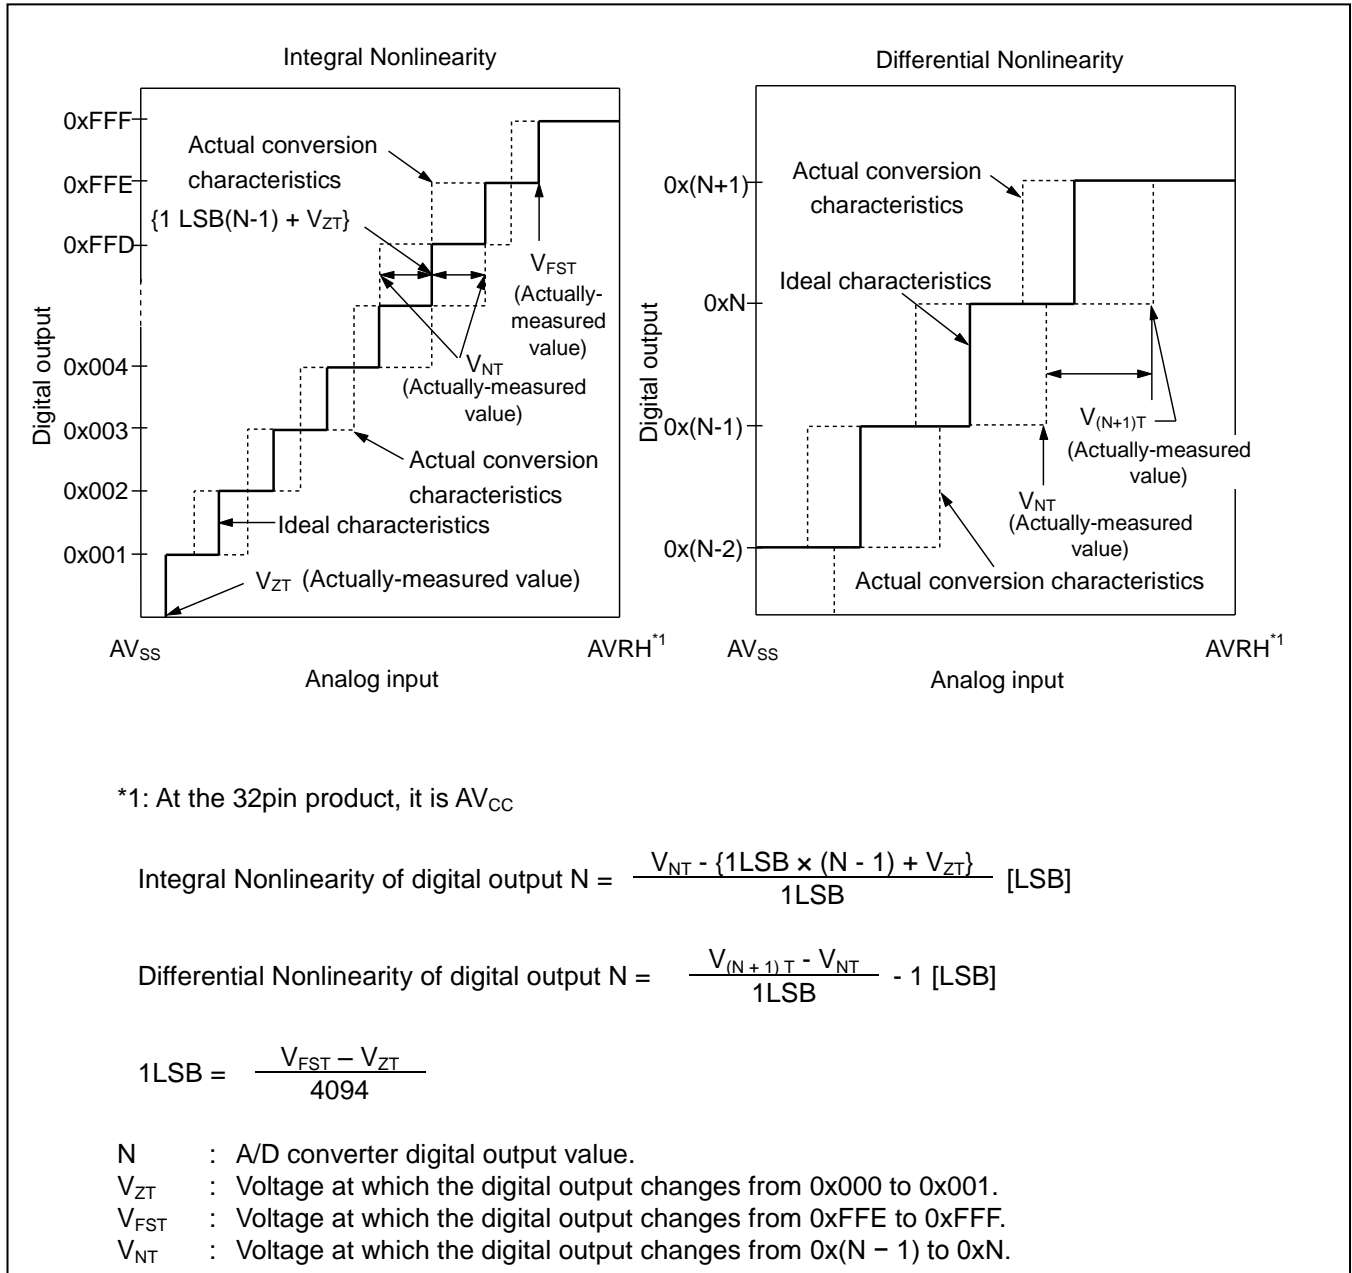 Integral Nonlinearity
0xFFF
0xFFE
0xFFD
0x004
0x003
0x002
0x001
Digital output
Actual conversion
characteristics
{1 LSB(N-1) + VZT}
VFST
(Actually-
measured
value)
VNT
(Actually-measured
value)
Actual conversion
characteristics
Ideal characteristics
VZT (Actually-measured value)
AVSS
AVRH*1
Analog input
Differential Nonlinearity
0x(N+1)
0xN
0x(N-1)
0x(N-2)
Digital output
Actual conversion
characteristics
Ideal characteristics
V(N+1)T
(Actually-measured
value)
VNT
(Actually-measured
value)
Actual conversion characteristics
AVSS
AVRH*1
Analog input
*1: At the 32pin product, it is AVCC
Integral Nonlinearity of digital output N = VNT - {1LSB × (N - 1) + VZT} / 1LSB [LSB]
Differential Nonlinearity of digital output N = V(N + 1) T - VNT / 1LSB - 1 [LSB]
1LSB = VFST – VZT / 4094
N : A/D converter digital output value.
VZT : Voltage at which the digital output changes from 0x000 to 0x001.
VFST : Voltage at which the digital output changes from 0xFFE to 0xFFF.
VNT : Voltage at which the digital output changes from 0x(N − 1) to 0xN.